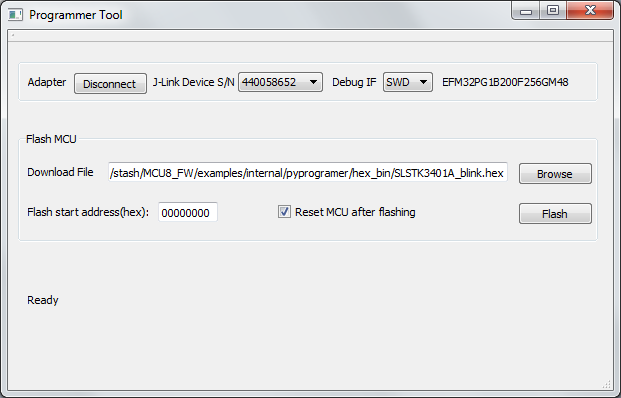 Programmer Tool
Adapter Disconnect J-Link Device S/N 440058652 Debug IF SWD EFM32PG1B200F256GM48
Flash MCU
Download File /stash/MCU8_FW/examples/internal/pyprogramer/hex_bin/SLSTK3401A_blink.hex Browse
Flash start address(hex): 00000000 Reset MCU after flashing Flash
Ready